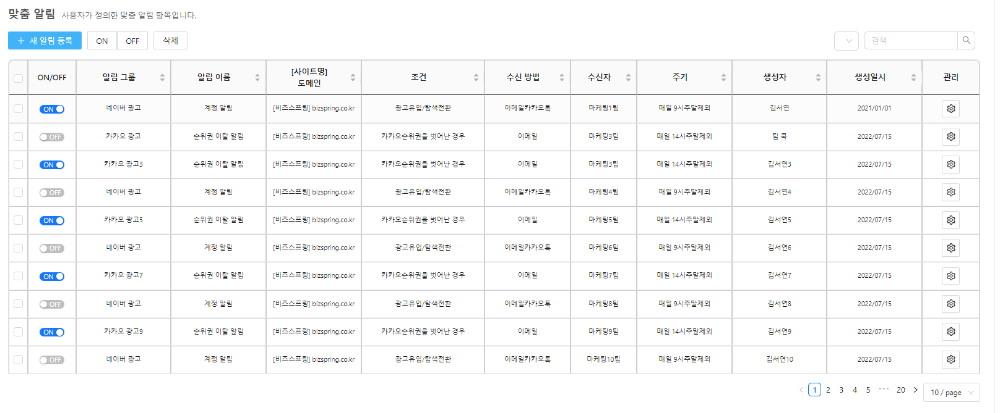 맞춤 알림 사용자가 정의한 맞춤 알림 항목입니다.
+ 새 알림 등록 ON OFF 삭제 검색
ON/OFF 알림 그룹 알림 이름 [사이트명] 도메인 조건 수신 방법 수신자 주기 생성자 생성일시 관리
ON 네이버 광고 계정 알림 [비즈스프링] bizspring.co.kr 광고유입/탐색전환 이메일카카오톡 마케팅1팀 매일 9시주말제외 김서연 2021/01/01
OFF 카카오 광고 순위권 이탈 알림 [비즈스프링] bizspring.co.kr 카카오순위권을 벗어난 경우 이메일 마케팅3팀 매일 14시주말제외 팀 쿡 2022/07/15
ON 카카오 광고3 순위권 이탈 알림 [비즈스프링] bizspring.co.kr 카카오순위권을 벗어난 경우 이메일 마케팅3팀 매일 14시주말제외 김서연3 2022/07/15
OFF 네이버 광고 계정 알림 [비즈스프링] bizspring.co.kr 광고유입/탐색전환 이메일카카오톡 마케팅4팀 매일 9시주말제외 김서연4 2022/07/15
ON 카카오 광고5 순위권 이탈 알림 [비즈스프링] bizspring.co.kr 카카오순위권을 벗어난 경우 이메일 마케팅5팀 매일 14시주말제외 김서연5 2022/07/15
OFF 네이버 광고 계정 알림 [비즈스프링] bizspring.co.kr 광고유입/탐색전환 이메일카카오톡 마케팅6팀 매일 9시주말제외 김서연6 2022/07/15
ON 카카오 광고7 순위권 이탈 알림 [비즈스프링] bizspring.co.kr 카카오순위권을 벗어난 경우 이메일 마케팅7팀 매일 14시주말제외 김서연7 2022/07/15
OFF 네이버 광고 계정 알림 [비즈스프링] bizspring.co.kr 광고유입/탐색전환 이메일카카오톡 마케팅8팀 매일 9시주말제외 김서연8 2022/07/15
ON 카카오 광고9 순위권 이탈 알림 [비즈스프링] bizspring.co.kr 카카오순위권을 벗어난 경우 이메일 마케팅9팀 매일 14시주말제외 김서연9 2022/07/15
OFF 네이버 광고 계정 알림 [비즈스프링] bizspring.co.kr 광고유입/탐색전환 이메일카카오톡 마케팅10팀 매일 9시주말제외 김서연10 2022/07/15
< 1 2 3 4 5 ••• 20 > 10 / page